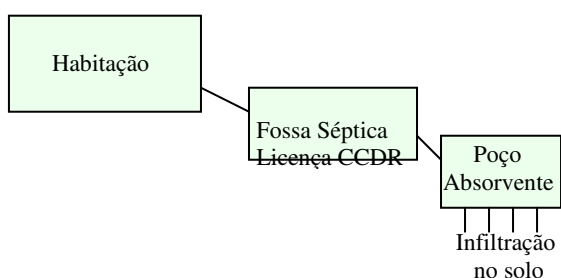 Habitação
Fossa Séptica
Licença CCDR
Poço
Absorvente
Infiltração
no solo